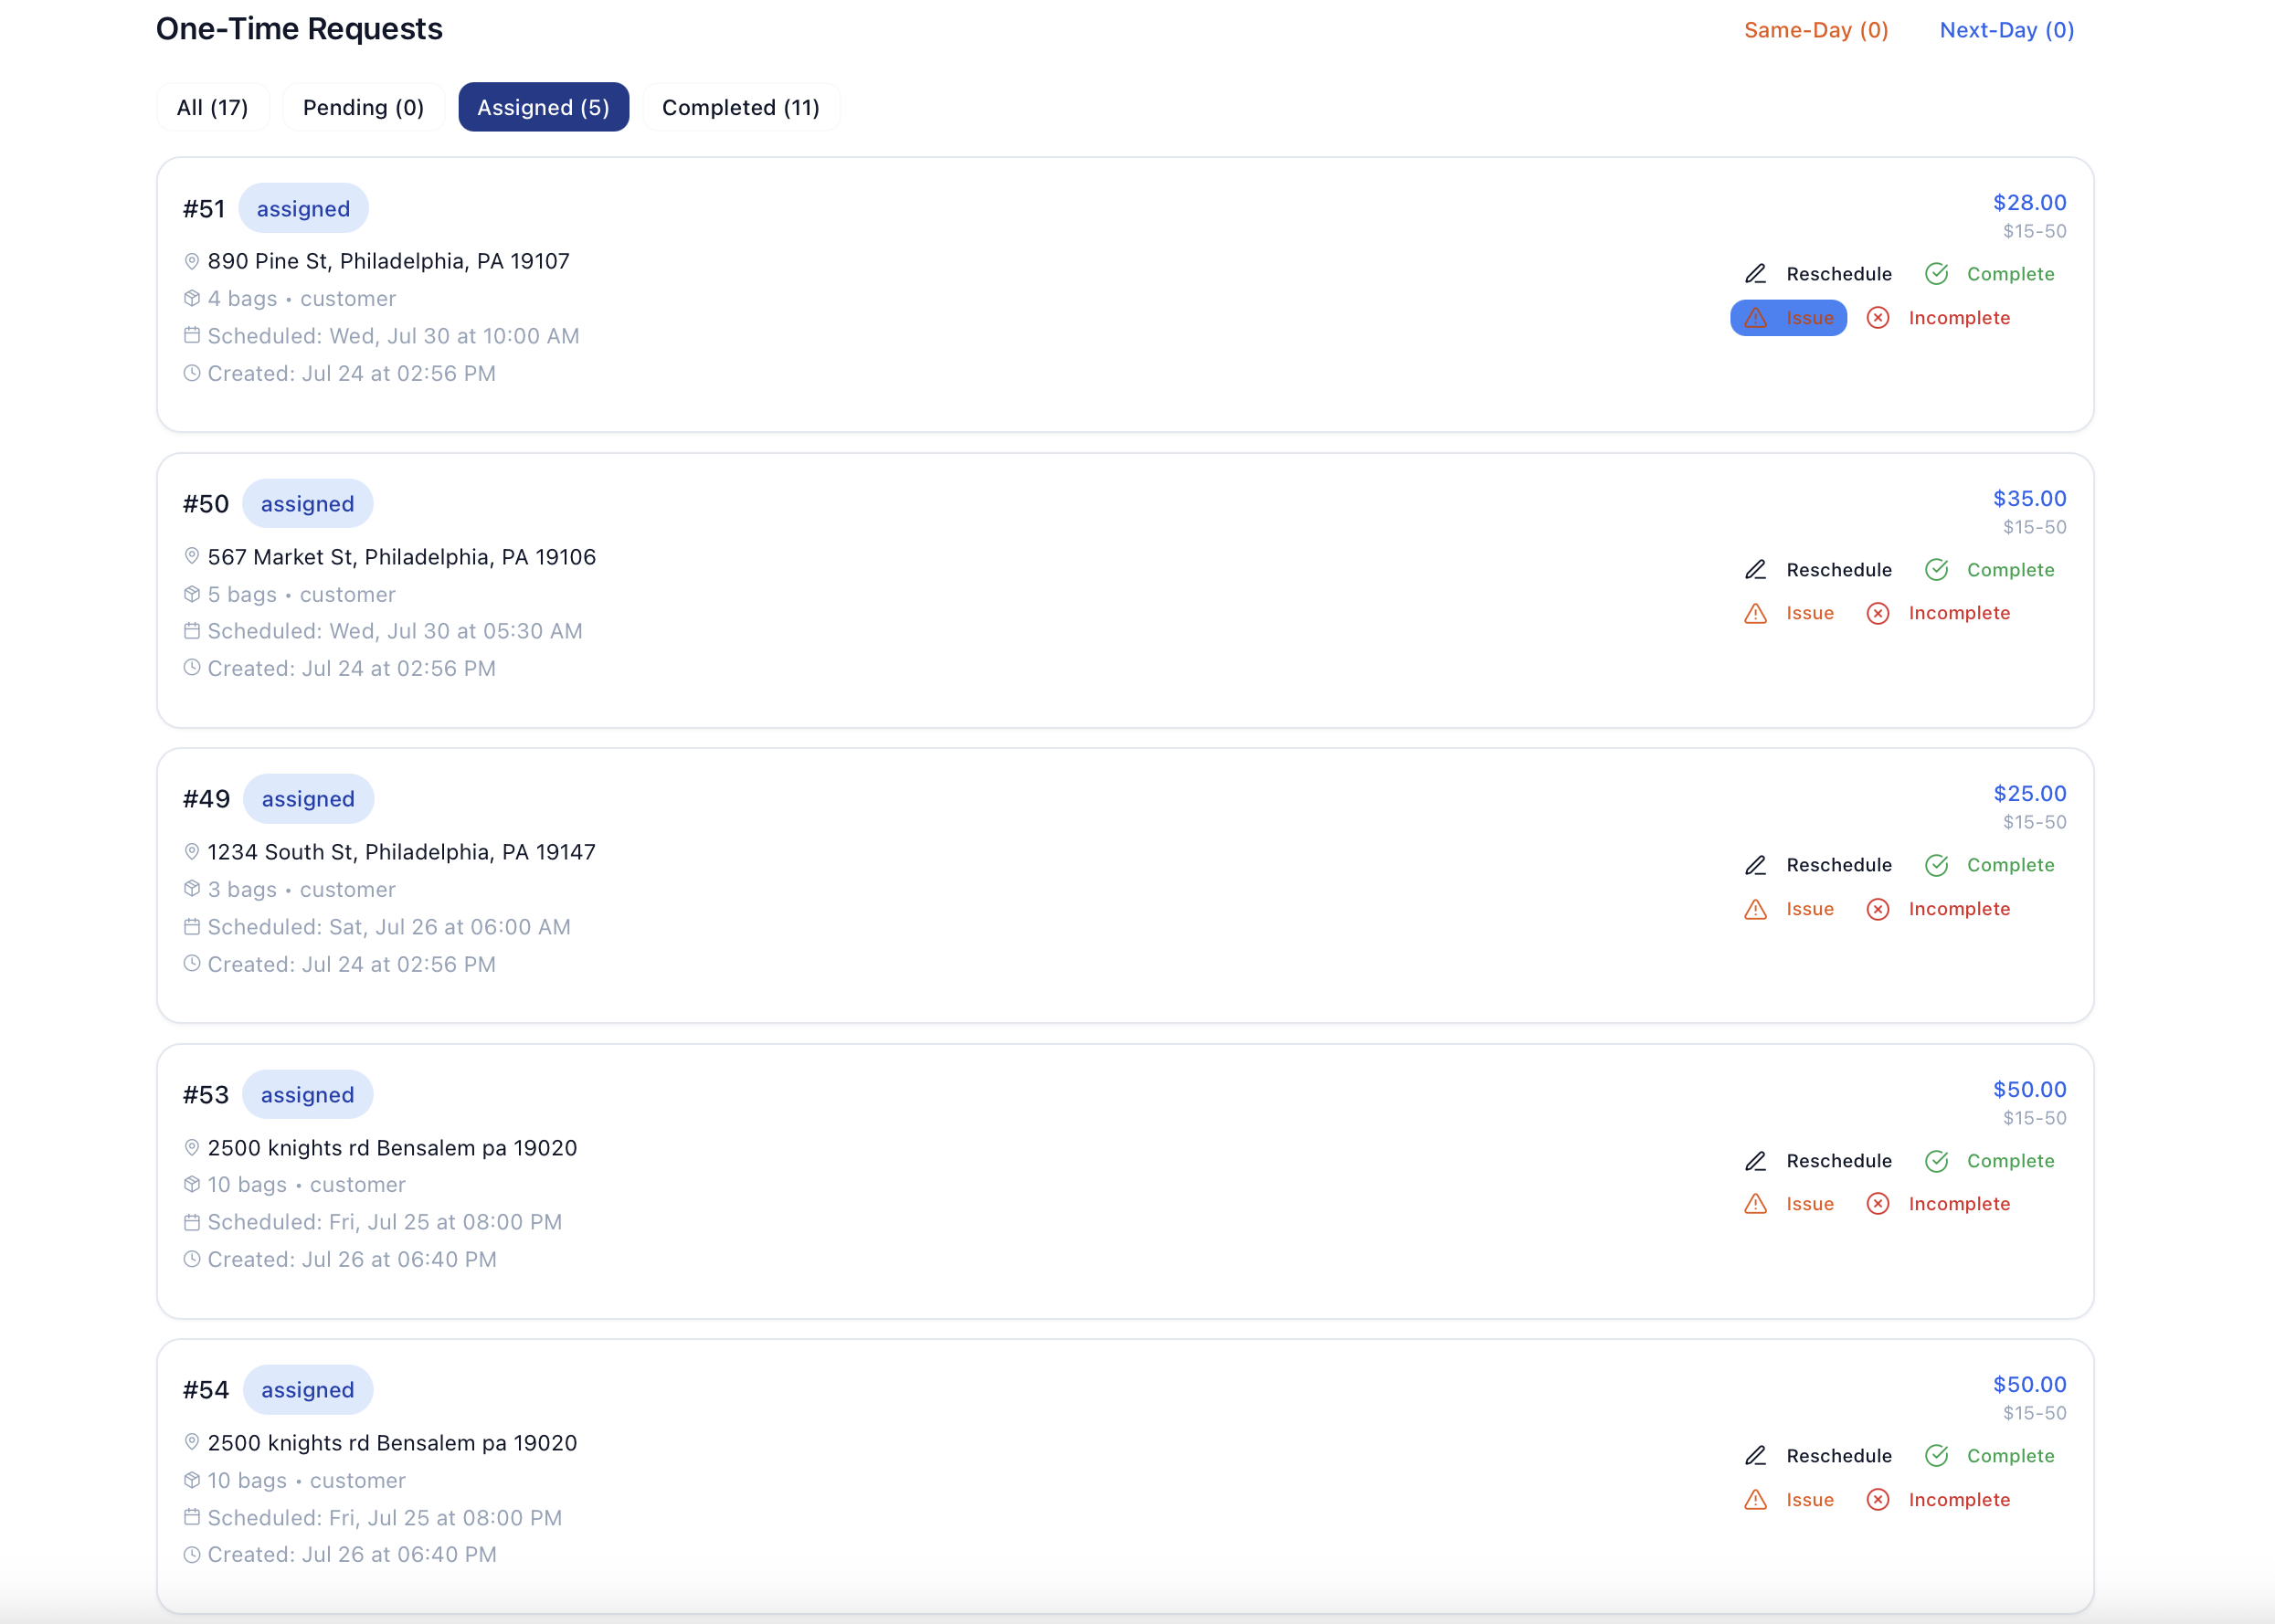 One-Time Requests
Same-Day (0) Next-Day (0)
All (17) Pending (0) Assigned (5) Completed (11)
#51 assigned
$28.00
$15-50
890 Pine St, Philadelphia, PA 19107
4 bags • customer
Scheduled: Wed, Jul 30 at 10:00 AM
Created: Jul 24 at 02:56 PM
Reschedule Complete
Issue Incomplete
#50 assigned
$35.00
$15-50
567 Market St, Philadelphia, PA 19106
5 bags • customer
Scheduled: Wed, Jul 30 at 05:30 AM
Created: Jul 24 at 02:56 PM
Reschedule Complete
Issue Incomplete
#49 assigned
$25.00
$15-50
1234 South St, Philadelphia, PA 19147
3 bags • customer
Scheduled: Sat, Jul 26 at 06:00 AM
Created: Jul 24 at 02:56 PM
Reschedule Complete
Issue Incomplete
#53 assigned
$50.00
$15-50
2500 knights rd Bensalem pa 19020
10 bags • customer
Scheduled: Fri, Jul 25 at 08:00 PM
Created: Jul 26 at 06:40 PM
Reschedule Complete
Issue Incomplete
#54 assigned
$50.00
$15-50
2500 knights rd Bensalem pa 19020
10 bags • customer
Scheduled: Fri, Jul 25 at 08:00 PM
Created: Jul 26 at 06:40 PM
Reschedule Complete
Issue Incomplete